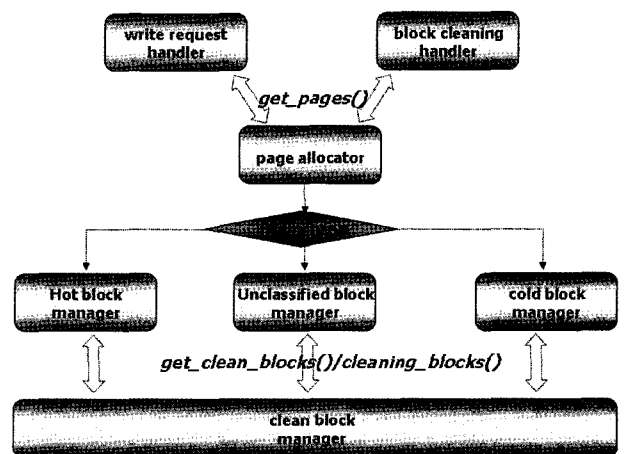 write request
handler
block cleaning
handler
get_pages()
page allocator
Hot block
manager
Unclassified block
manager
cold block
manager
get_clean_blocks()/cleaning_blocks()
clean block
manager